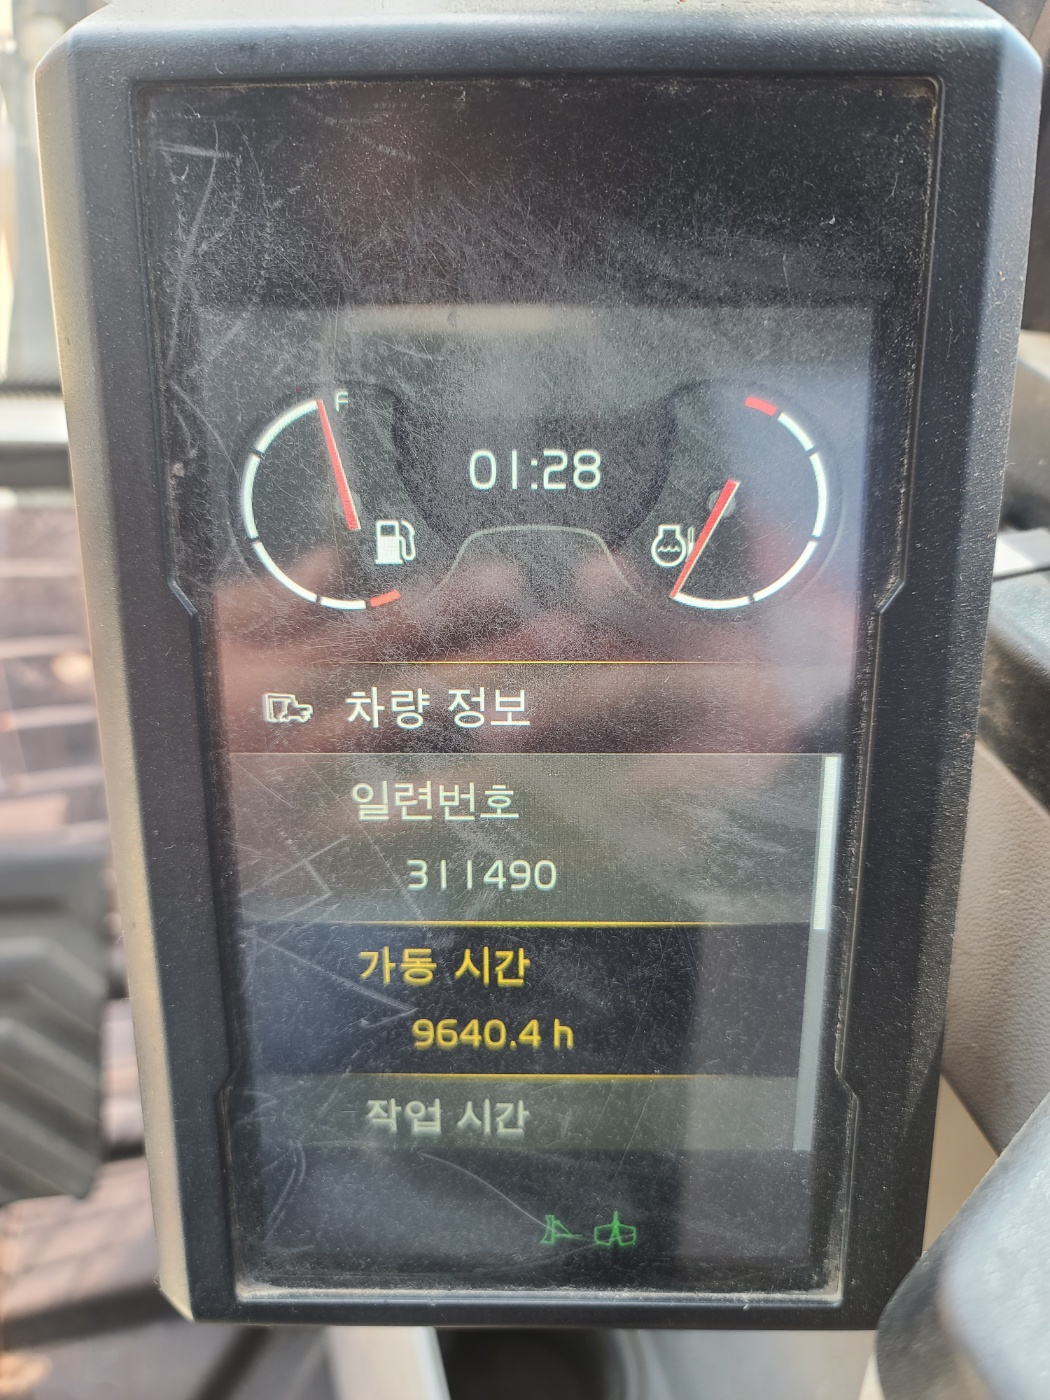 F
01:28
차량 정보
일련번호
311490
가동 시간
9640.4 h
작업 시간